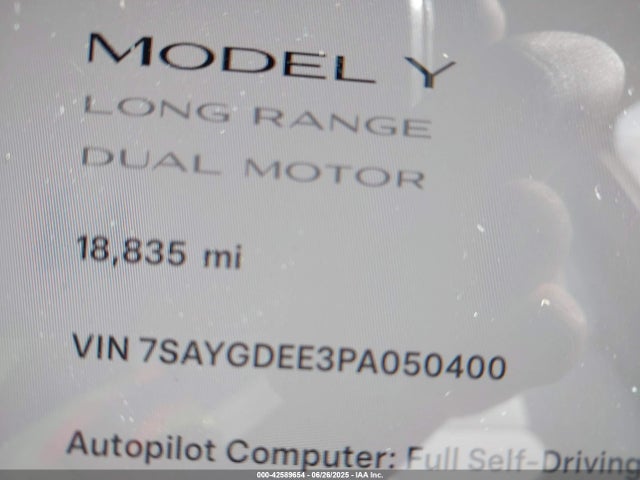 MODEL Y
LONG RANGE
DUAL MOTOR
18,835 mi
VIN 7SAYGDEE3PA050400
Autopilot Computer: Full Self-Driving
000-42589654 / 06/26/2025 - IAA Inc.